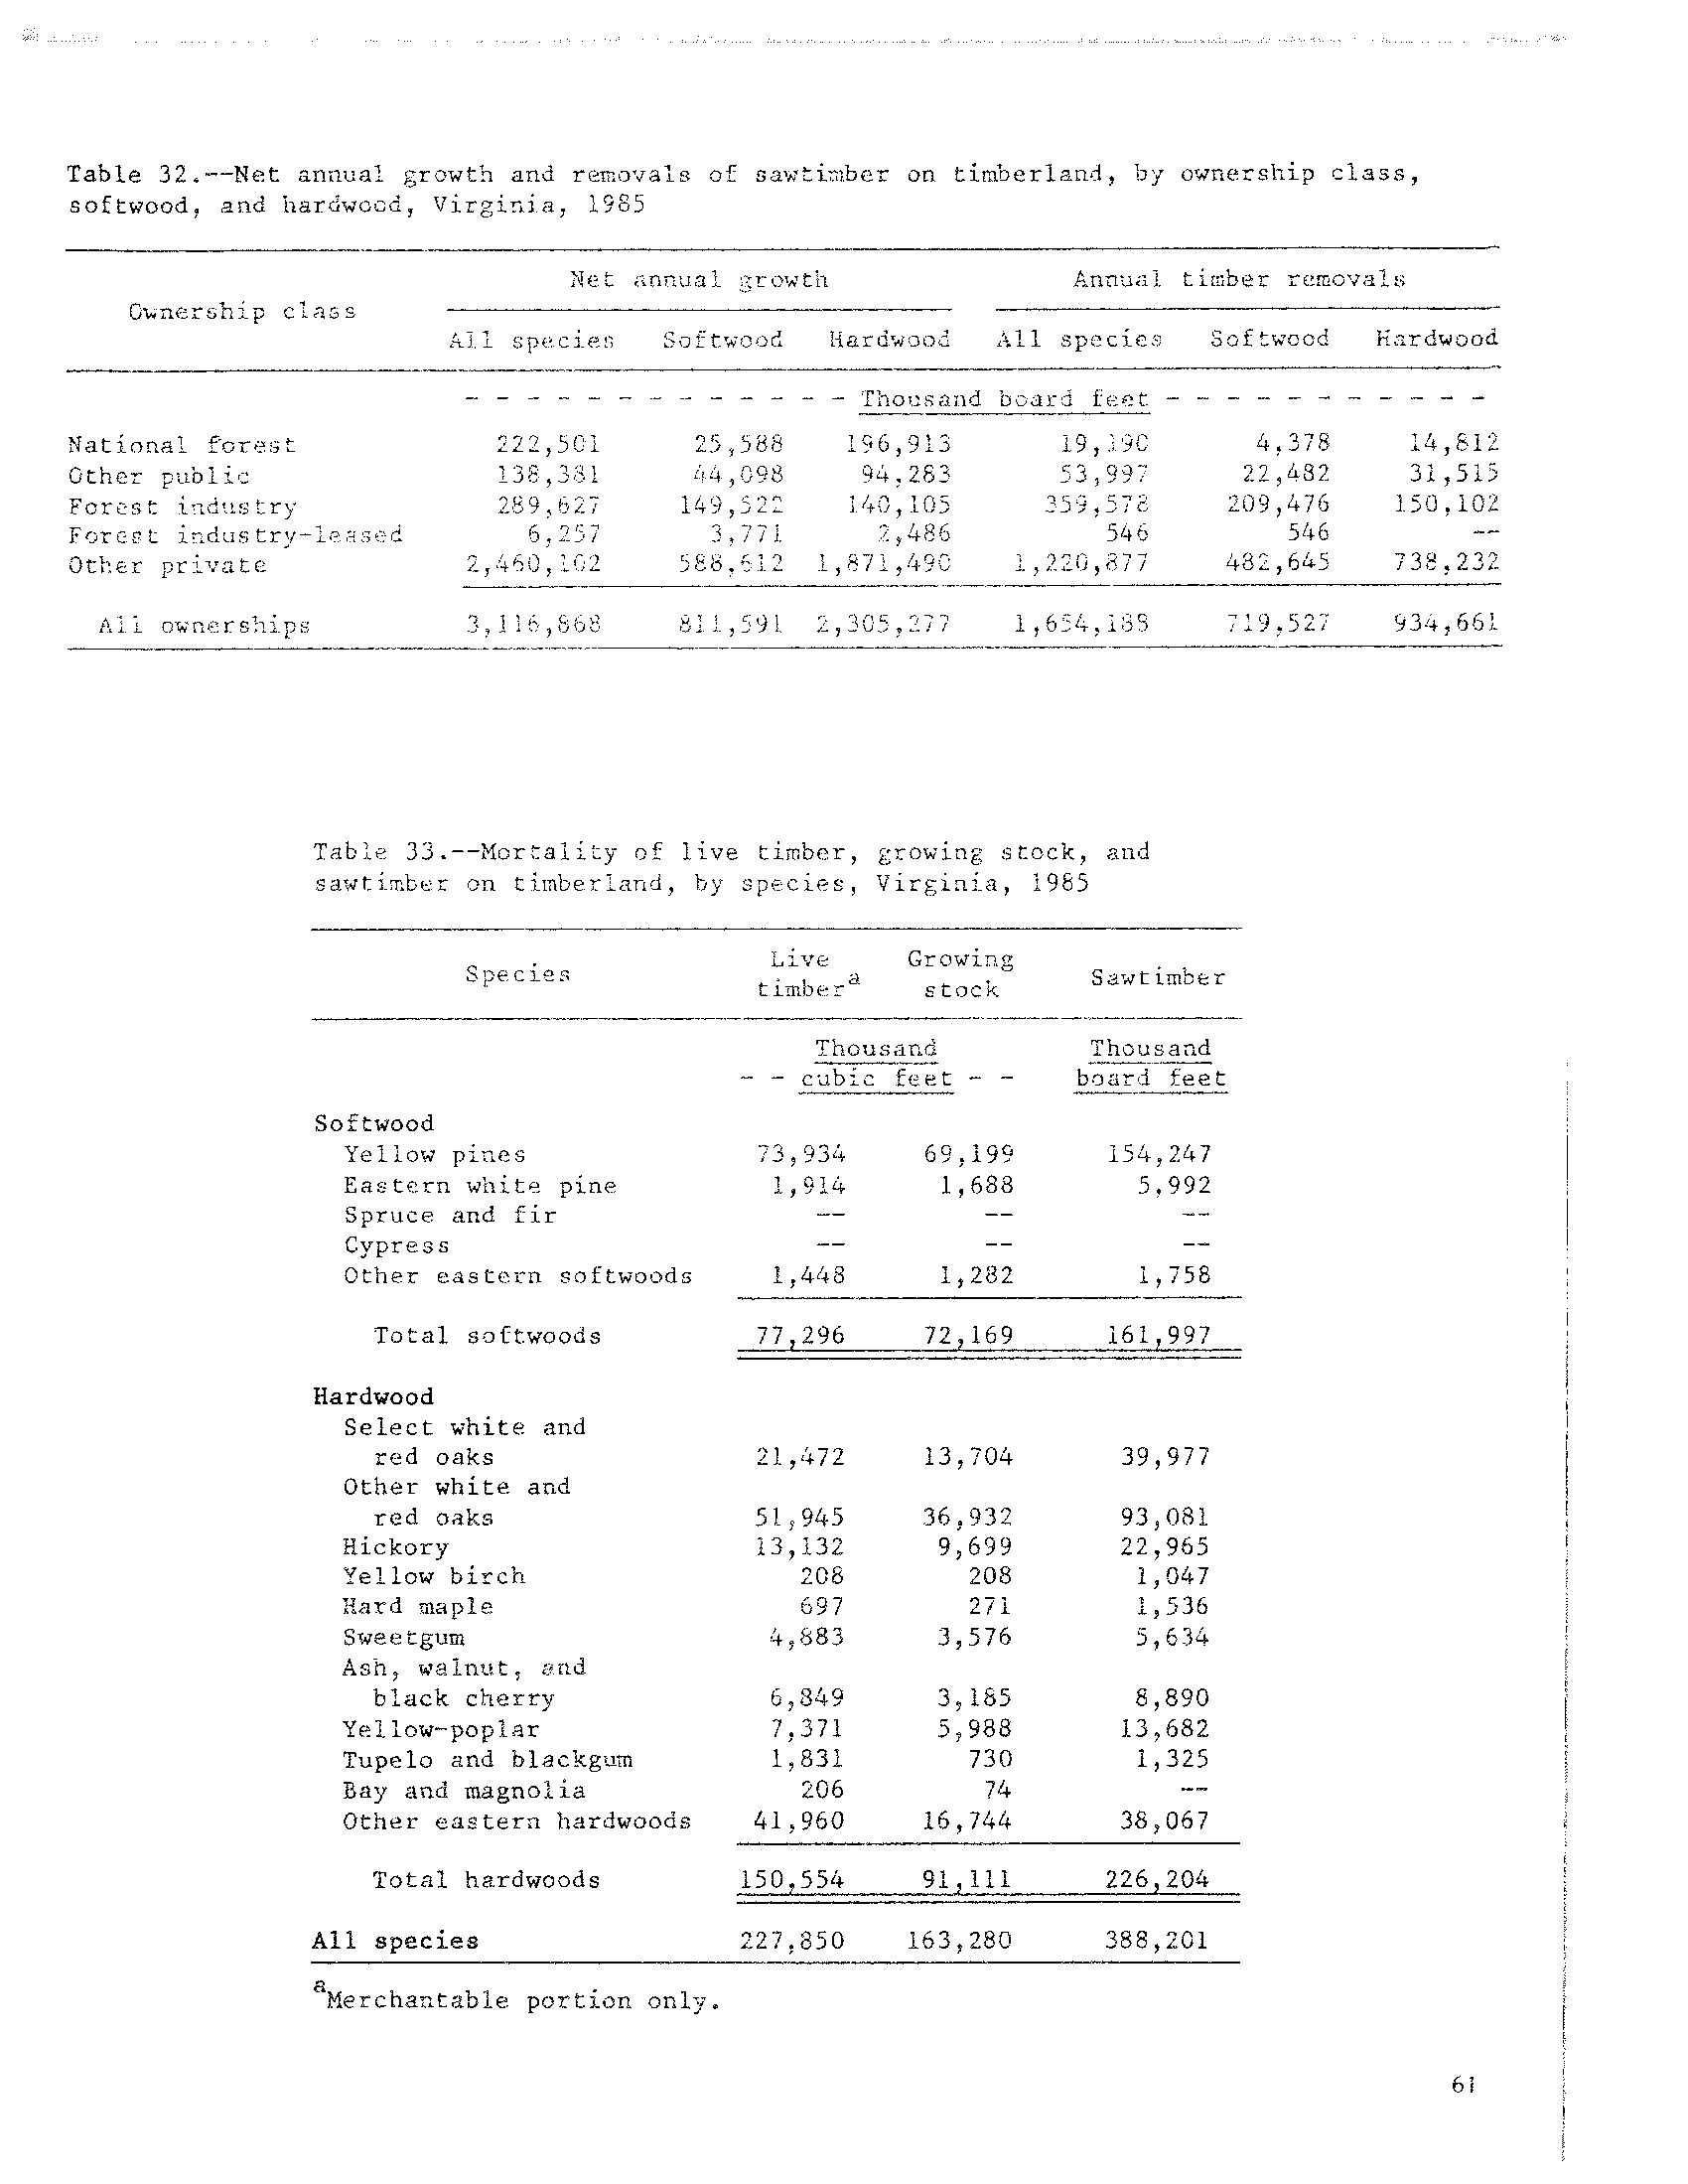 Table 32.--Net annual growth and removals of sawtimber on timberland, by ownership class,
softwood, and hardwood, Virginia, 1985
Net annual growth Annual timber removals
Ownership class
All species Softwood Hardwood All species Softwood Hardwood
- - - - - - - - - - - - - Thousand board feet - - - - - - - - - - -
National forest 222,501 25,588 196,913 19,190 4,378 14,812
Other public 138,381 44,098 94,283 53,997 22,482 31,515
Forest industry 289,627 149,522 140,105 359,578 209,476 150,102
Forest industry-leased 6,257 3,771 2,486 546 546 --
Other private 2,460,102 588,612 1,871,490 1,220,877 482,645 738,232
All ownerships 3,116,868 811,591 2,305,277 1,654,188 719,527 934,661
Table 33.--Mortality of live timber, growing stock, and
sawtimber on timberland, by species, Virginia, 1985
Species Live timbera Growing stock Sawtimber
Thousand Thousand
- - cubic feet - - board feet
Softwood
Yellow pines 73,934 69,199 154,247
Eastern white pine 1,914 1,688 5,992
Spruce and fir -- -- --
Cypress -- -- --
Other eastern softwoods 1,448 1,282 1,758
Total softwoods 77,296 72,169 161,997
Hardwood
Select white and
red oaks 21,472 13,704 39,977
Other white and
red oaks 51,945 36,932 93,081
Hickory 13,132 9,699 22,965
Yellow birch 208 208 1,047
Hard maple 697 271 1,536
Sweetgum 4,883 3,576 5,634
Ash, walnut, and
black cherry 6,849 3,185 8,890
Yellow-poplar 7,371 5,988 13,682
Tupelo and blackgum 1,831 730 1,325
Bay and magnolia 206 74 --
Other eastern hardwoods 41,960 16,744 38,067
Total hardwoods 150,554 91,111 226,204
All species 227,850 163,280 388,201
aMerchantable portion only.
61